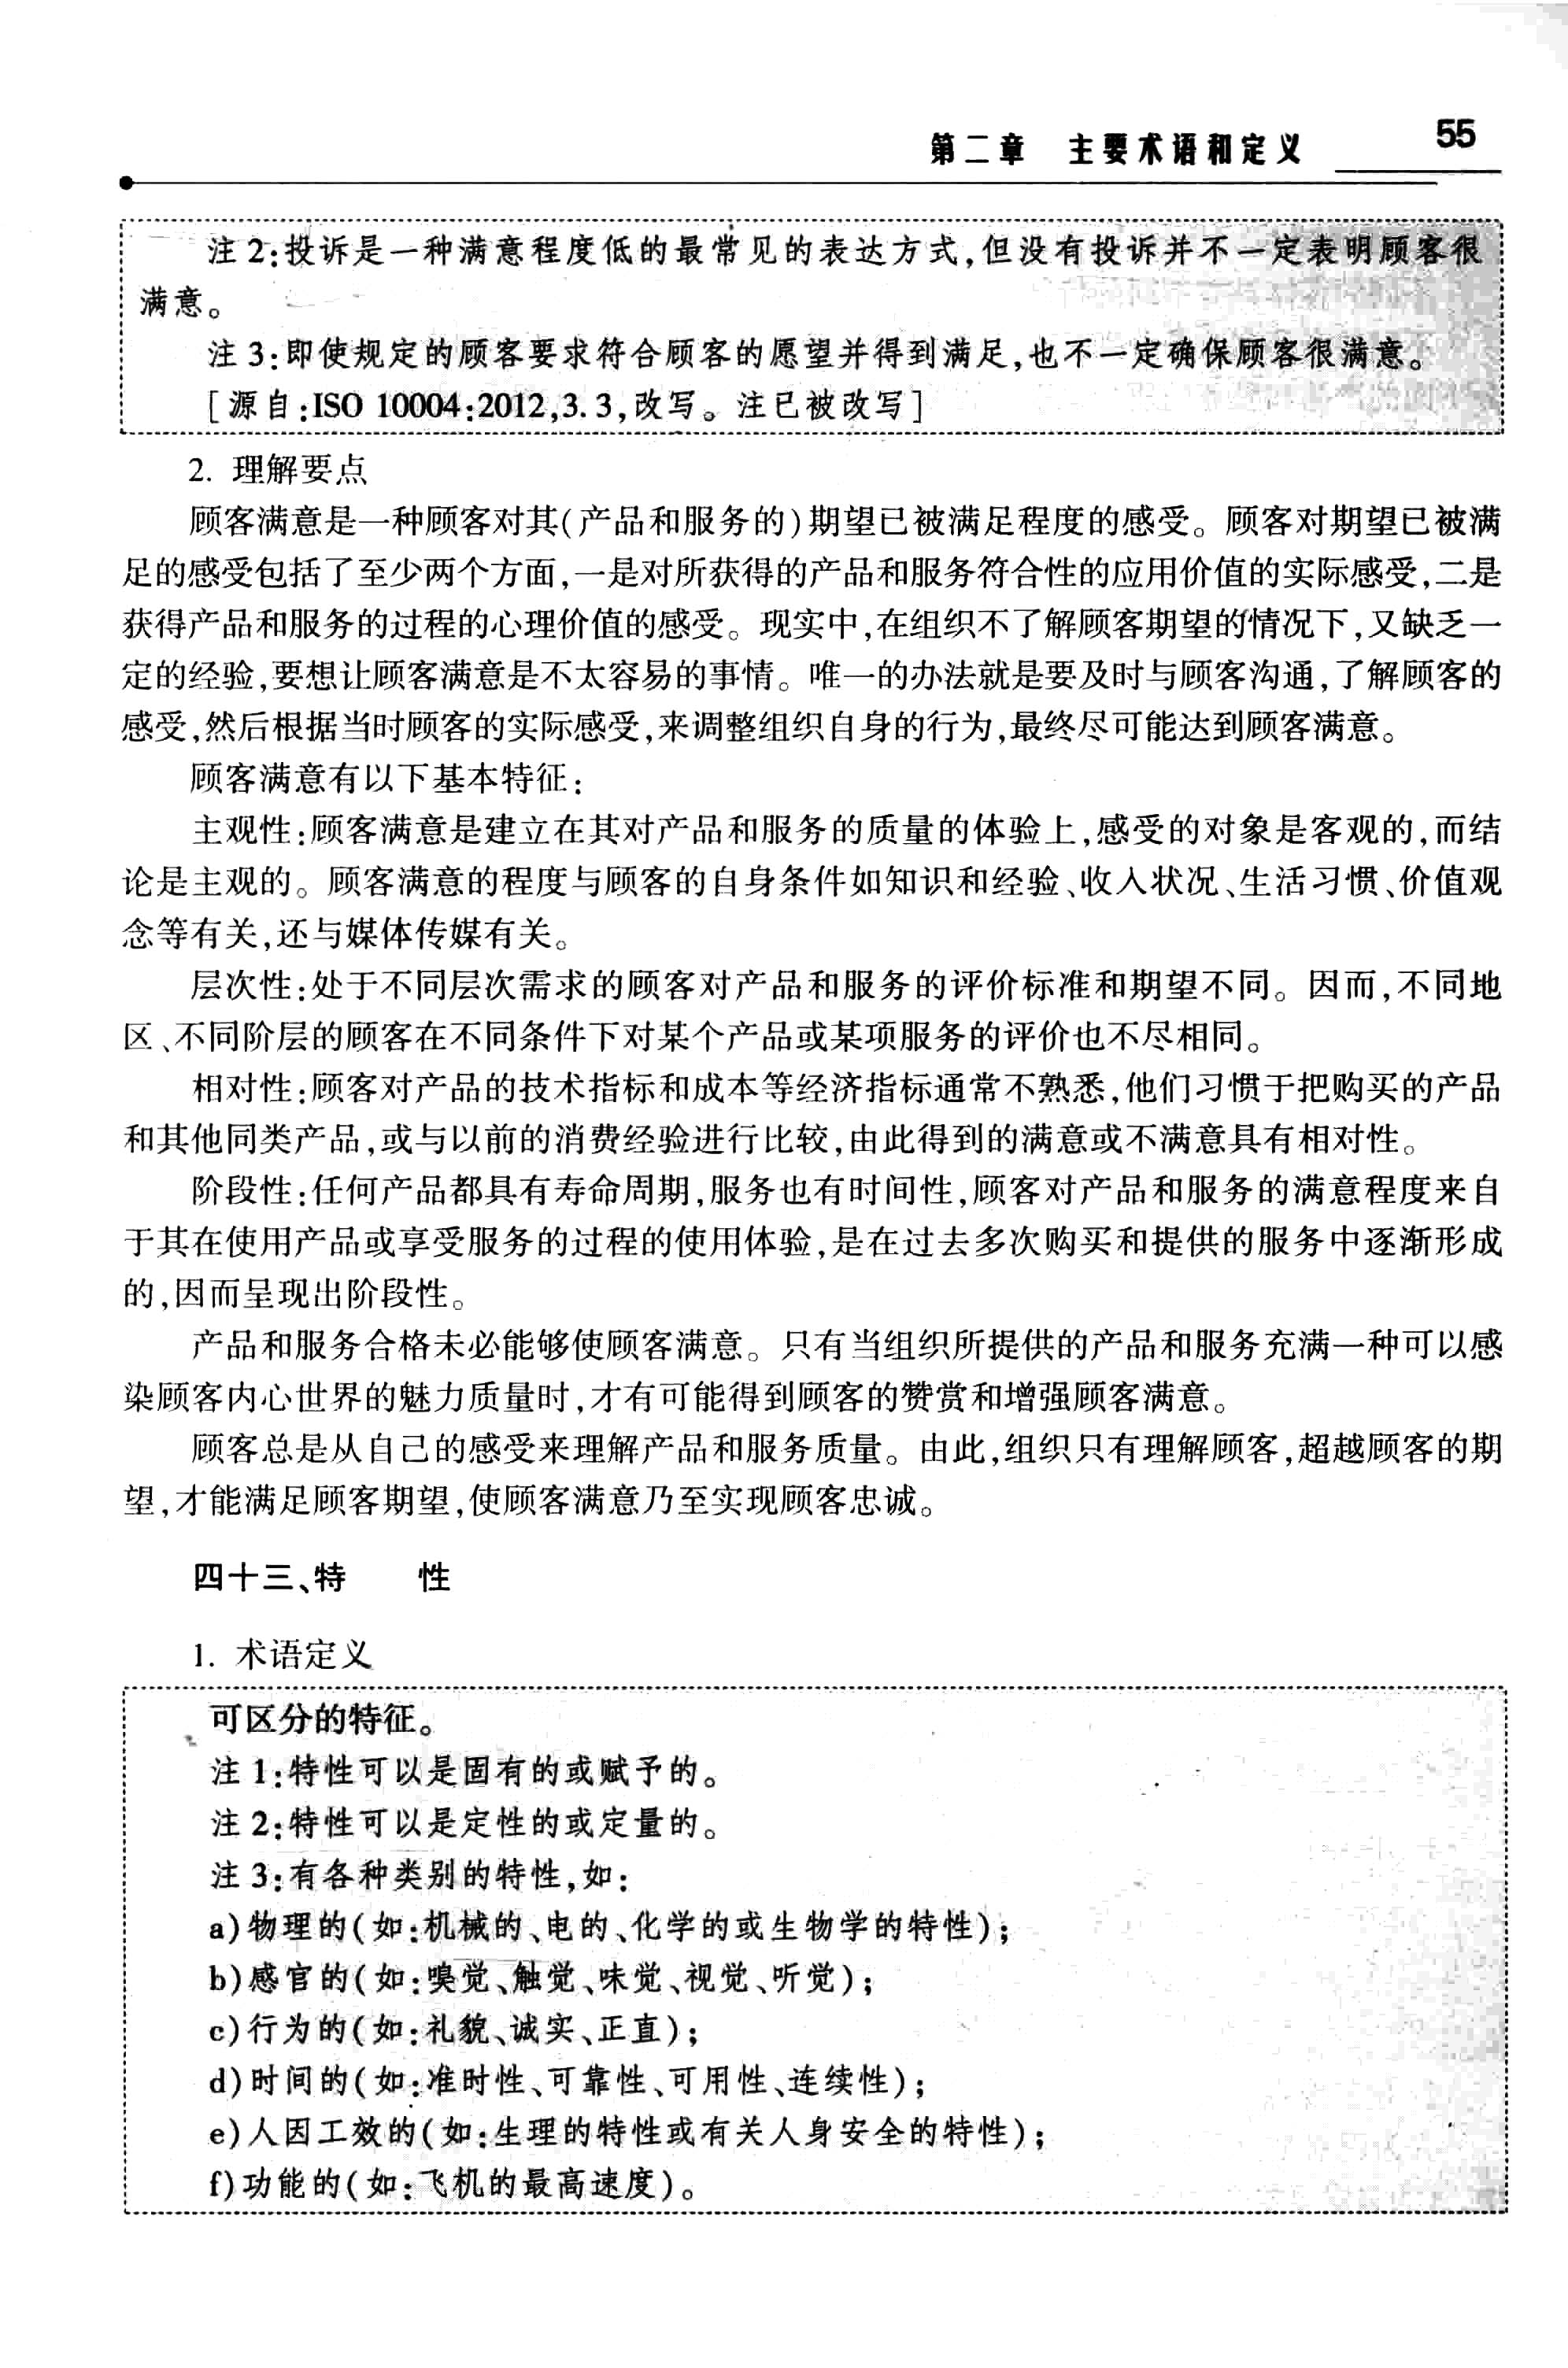 第二章 主要术语和定义 55
注 2:投诉是一种满意程度低的最常见的表达方式,但没有投诉并不一定表明顾客很
满意。
注 3:即使规定的顾客要求符合顾客的愿望并得到满足,也不一定确保顾客很满意。
[源自:ISO 10004:2012,3.3,改写。注已被改写]
2. 理解要点
顾客满意是一种顾客对其(产品和服务的)期望已被满足程度的感受。顾客对期望已被满
足的感受包括了至少两个方面,一是对所获得的产品和服务符合性的应用价值的实际感受,二是
获得产品和服务的过程的心理价值的感受。现实中,在组织不了解顾客期望的情况下,又缺乏一
定的经验,要想让顾客满意是不太容易的事情。唯一的办法就是要及时与顾客沟通,了解顾客的
感受,然后根据当时顾客的实际感受,来调整组织自身的行为,最终尽可能达到顾客满意。
顾客满意有以下基本特征:
主观性:顾客满意是建立在其对产品和服务的质量的体验上,感受的对象是客观的,而结
论是主观的。顾客满意的程度与顾客的自身条件如知识和经验、收入状况、生活习惯、价值观
念等有关,还与媒体传媒有关。
层次性:处于不同层次需求的顾客对产品和服务的评价标准和期望不同。因而,不同地
区、不同阶层的顾客在不同条件下对某个产品或某项服务的评价也不尽相同。
相对性:顾客对产品的技术指标和成本等经济指标通常不熟悉,他们习惯于把购买的产品
和其他同类产品,或与以前的消费经验进行比较,由此得到的满意或不满意具有相对性。
阶段性:任何产品都具有寿命周期,服务也有时间性,顾客对产品和服务的满意程度来自
于其在使用产品或享受服务的过程的使用体验,是在过去多次购买和提供的服务中逐渐形成
的,因而呈现出阶段性。
产品和服务合格未必能够使顾客满意。只有当组织所提供的产品和服务充满一种可以感
染顾客内心世界的魅力质量时,才有可能得到顾客的赞赏和增强顾客满意。
顾客总是从自己的感受来理解产品和服务质量。由此,组织只有理解顾客,超越顾客的期
望,才能满足顾客期望,使顾客满意乃至实现顾客忠诚。
四十三、特 性
1. 术语定义
可区分的特征。
注 1:特性可以是固有的或赋予的。
注 2:特性可以是定性的或定量的。
注 3:有各种类别的特性,如:
a)物理的(如:机械的、电的、化学的或生物学的特性);
b)感官的(如:嗅觉、触觉、味觉、视觉、听觉);
c)行为的(如:礼貌、诚实、正直);
d)时间的(如:准时性、可靠性、可用性、连续性);
e)人因工效的(如:生理的特性或有关人身安全的特性);
f)功能的(如:飞机的最高速度)。